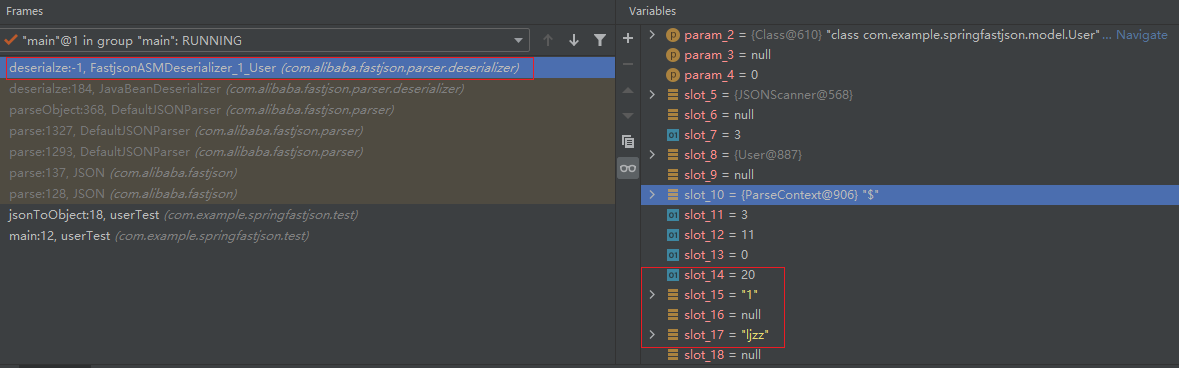 Frames
"main"@1 in group "main": RUNNING
deserialze:-1, FastjsonASMDeserializer_1_User (com.alibaba.fastjson.parser.deserializer)
deserialze:184, JavaBeanDeserializer (com.alibaba.fastjson.parser.deserializer)
parseObject:368, DefaultJSONParser (com.alibaba.fastjson.parser)
parse:1327, DefaultJSONParser (com.alibaba.fastjson.parser)
parse:1293, DefaultJSONParser (com.alibaba.fastjson.parser)
parse:137, JSON (com.alibaba.fastjson)
parse:128, JSON (com.alibaba.fastjson)
jsonToObject:18, userTest (com.example.springfastjson.test)
main:12, userTest (com.example.springfastjson.test)
Variables
param_2 = {Class@610} "class com.example.springfastjson.model.User"... Navigate
param_3 = null
param_4 = 0
slot_5 = {JSONScanner@568}
slot_6 = null
slot_7 = 3
slot_8 = {User@887}
slot_9 = null
slot_10 = {ParseContext@906} "$"
slot_11 = 3
slot_12 = 11
slot_13 = 0
slot_14 = 20
slot_15 = "1"
slot_16 = null
slot_17 = "ljzz"
slot_18 = null